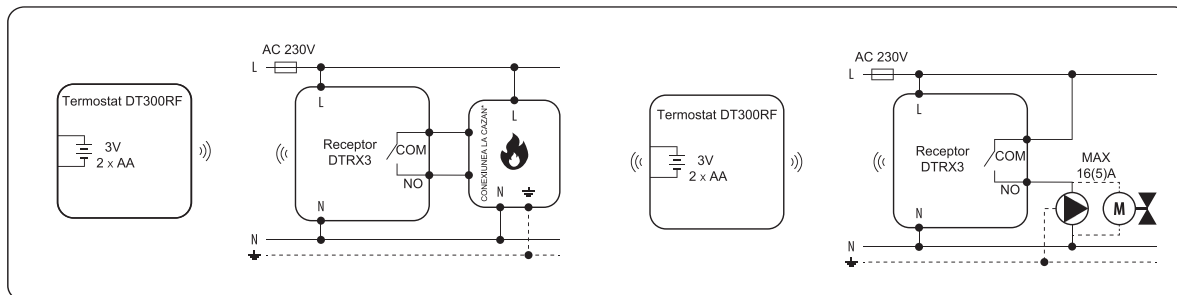 Termostat DT300RF
3V
2 x AA
AC 230V
L
L
Receptor
DTRX3
COM
NO
N
N
CONEXIUNEA LA CAZAN*
L
N
Termostat DT300RF
3V
2 x AA
AC 230V
L
L
Receptor
DTRX3
COM
NO
N
N
MAX
16(5)A
M